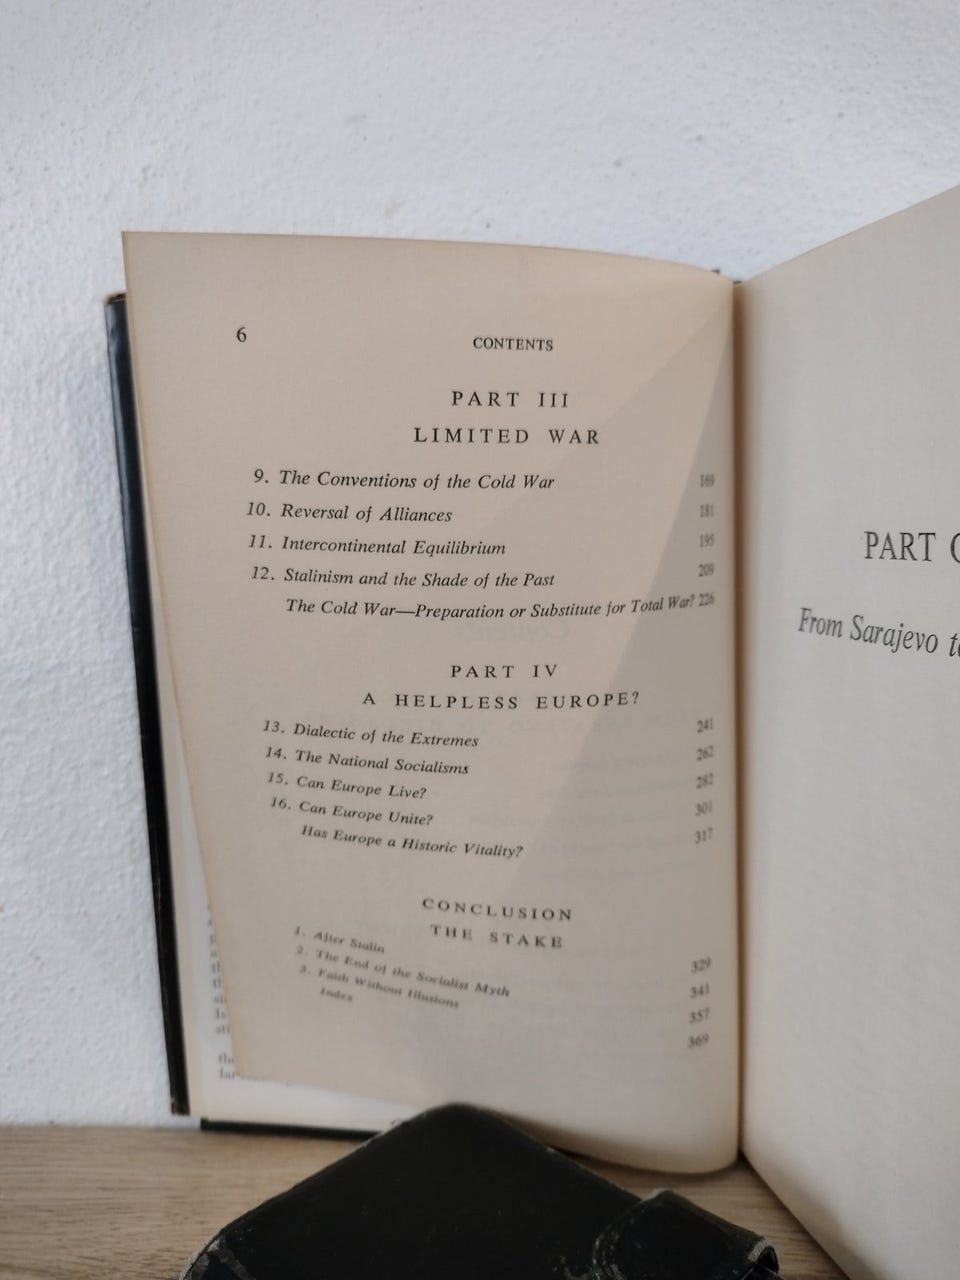 6
CONTENTS
PART III
LIMITED WAR
9. The Conventions of the Cold War 169
10. Reversal of Alliances 181
11. Intercontinental Equilibrium 195
12. Stalinism and the Shade of the Past 209
The Cold War—Preparation or Substitute for Total War? 226
PART IV
A HELPLESS EUROPE?
13. Dialectic of the Extremes 241
14. The National Socialisms 262
15. Can Europe Live? 282
16. Can Europe Unite? 301
Has Europe a Historic Vitality? 317
CONCLUSION
THE STAKE
1. After Stalin 329
2. The End of the Socialist Myth 341
3. Faith Without Illusions 357
Index 369
PART
From Sarajevo